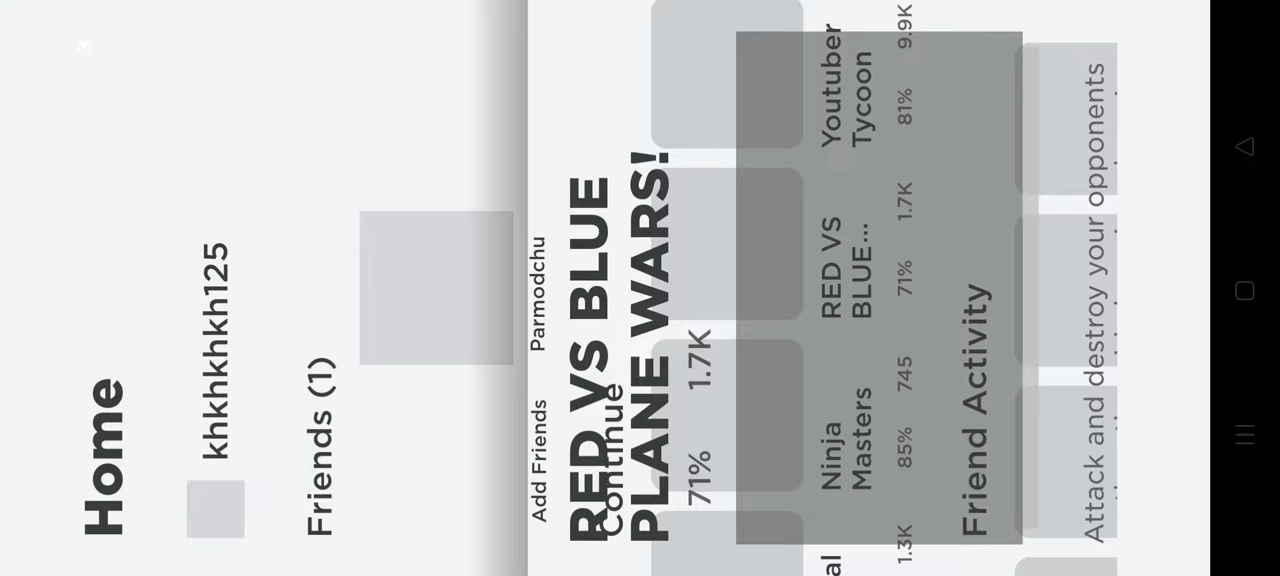 Home
khkhkhkh125
Friends (1)
Add Friends
Parmodchu
RED VS BLUE
Continue
PLANE WARS!
71% 1.7K
al
Ninja
Masters
RED VS
BLUE...
Youtuber
Tycoon
1.3K
85% 745
71% 1.7K
81% 9.9K
Friend Activity
Attack and destroy your opponents